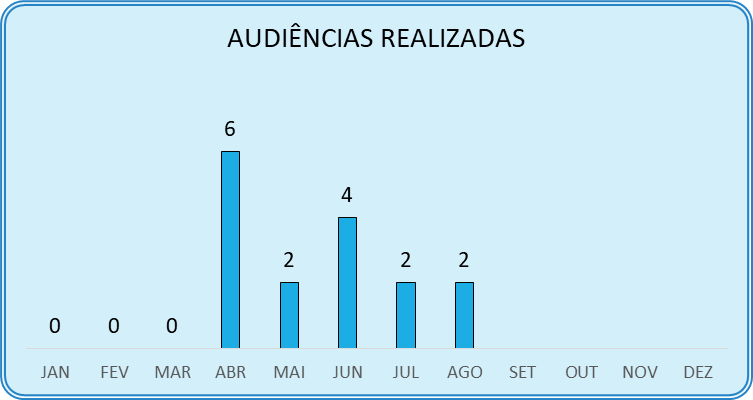 AUDIÊNCIAS REALIZADAS
6
4
2 2 2
0 0 0
JAN FEV MAR ABR MAI JUN JUL AGO SET OUT NOV DEZ